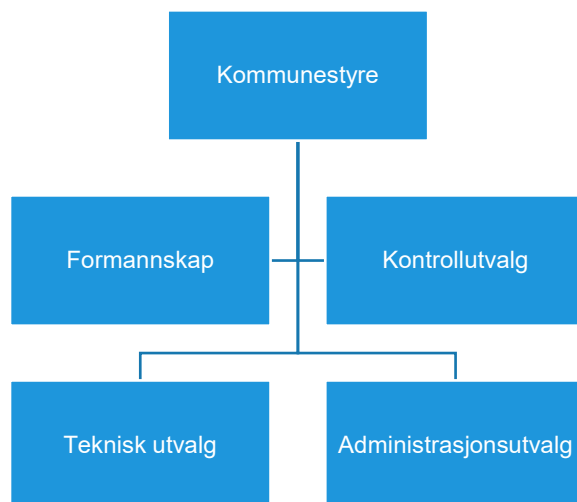 Kommunestyre
Formannskap
Kontrollutvalg
Teknisk utvalg
Administrasjonsutvalg